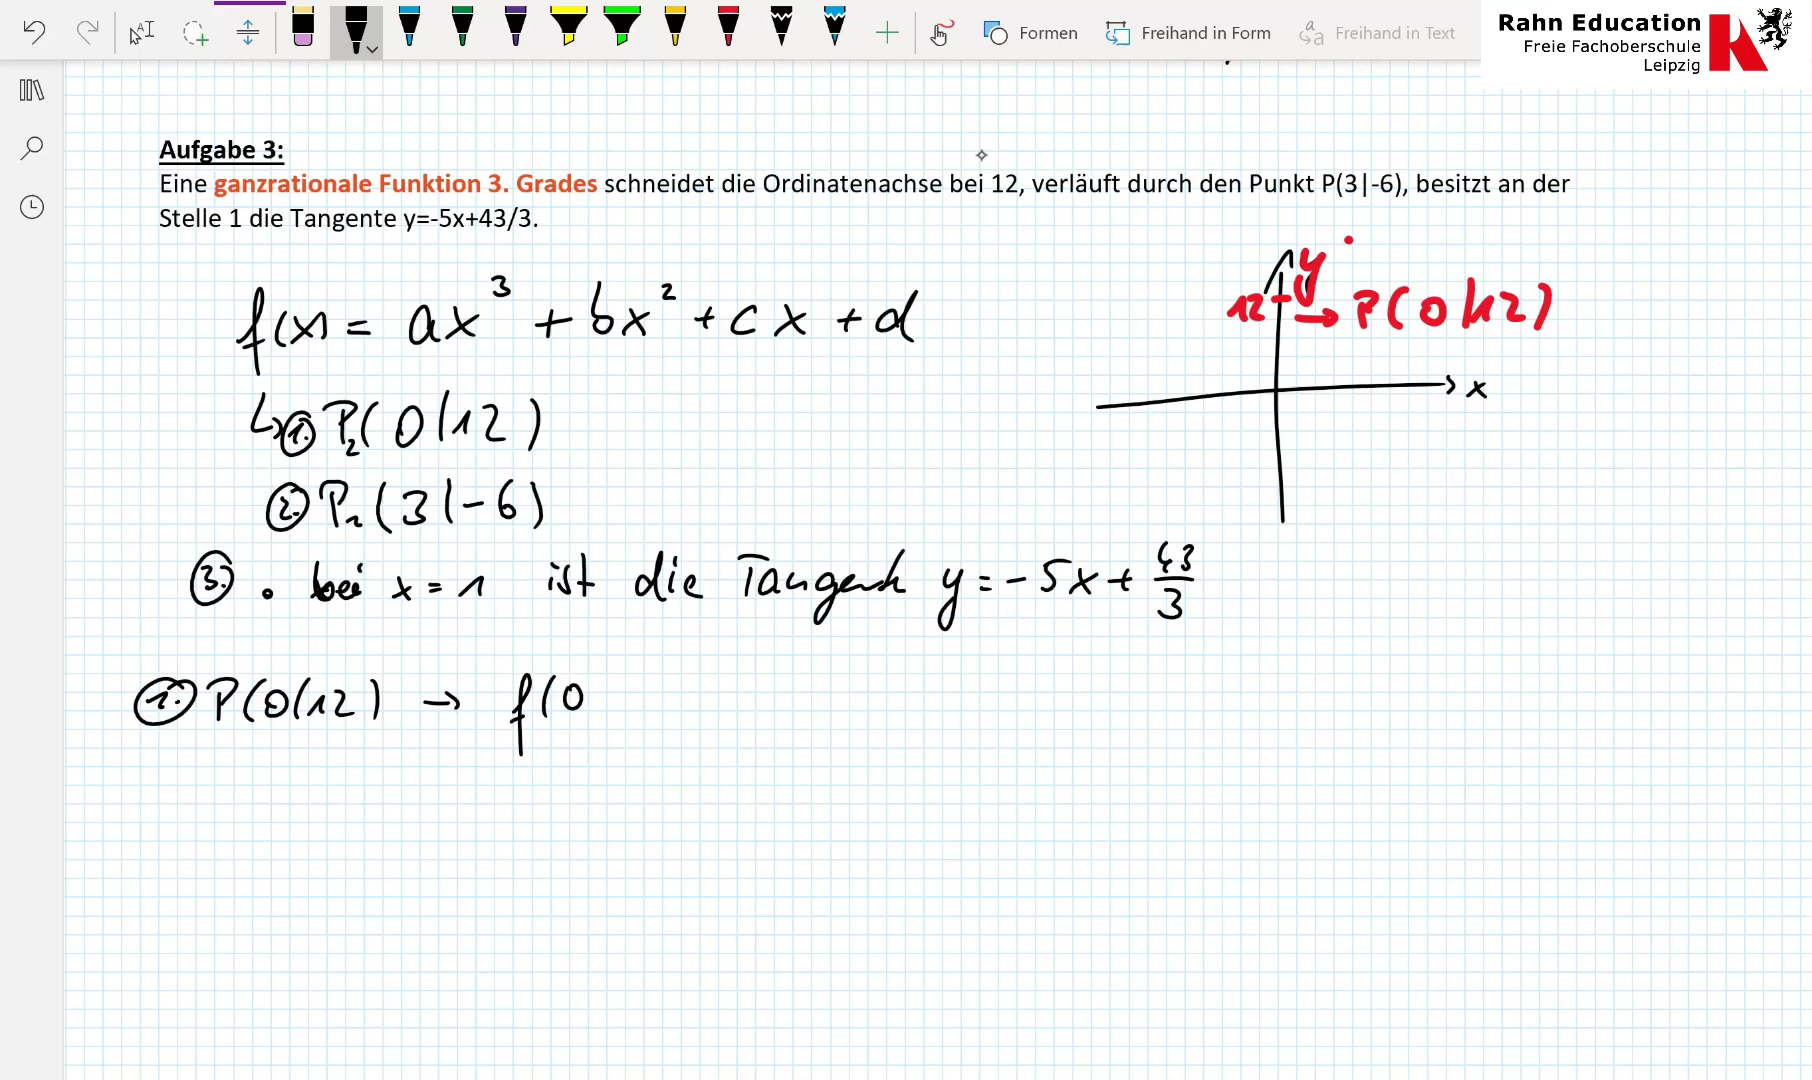 Formen
Freihand in Form
Freihand in Text
Rahn Education
Freie Fachoberschule
Leipzig
Aufgabe 3:
Eine ganzrationale Funktion 3. Grades schneidet die Ordinatenachse bei 12, verläuft durch den Punkt P(3|-6), besitzt an der
Stelle 1 die Tangente y=-5x+43/3.
y
12 → P(0|12)
x
f(x) = ax³ + bx² + cx + d
↳ 1. P₂(0|12)
2. P₁(3|-6)
3. • bei x = 1 ist die Tangente y = -5x + 43/3
1. P(0|12) → f(0